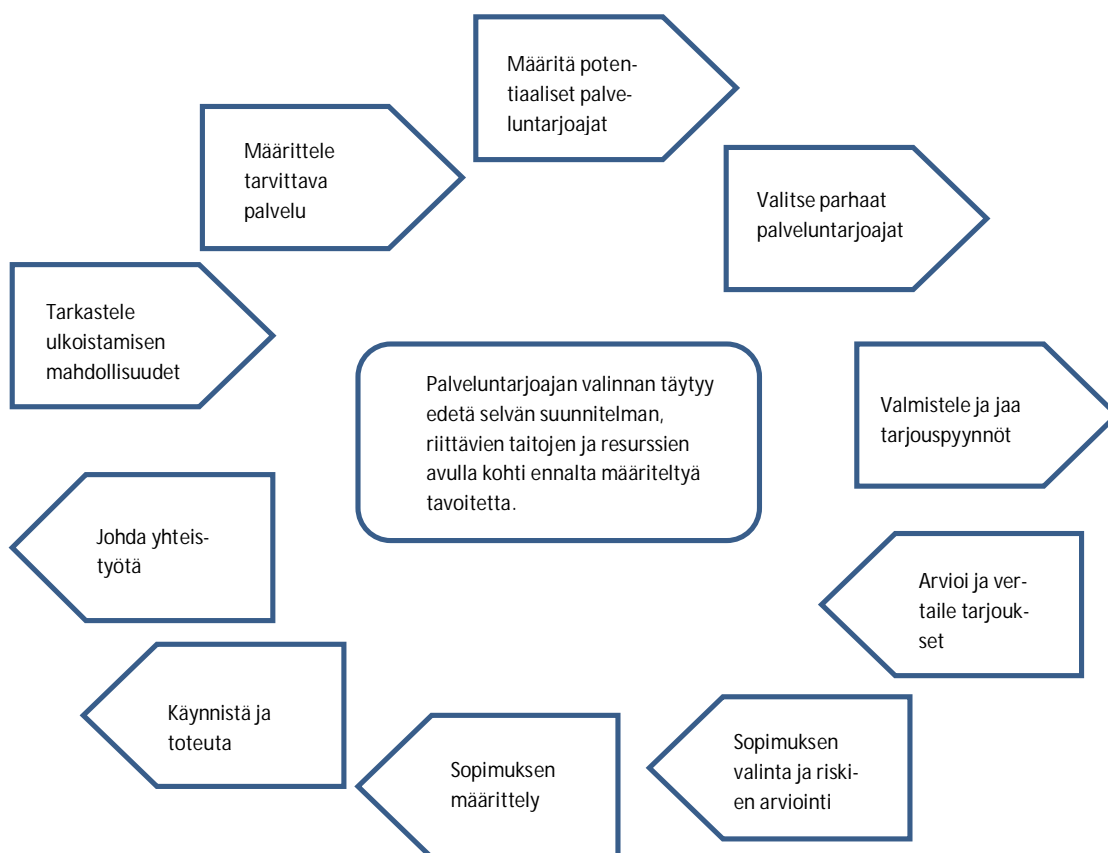 Määritä poten-
tiaaliset palve-
luntarjoajat
Määrittele
tarvittava
palvelu
Valitse parhaat
palveluntarjoajat
Tarkastele
ulkoistamisen
mahdollisuudet
Palveluntarjoajan valinnan täytyy
edetä selvän suunnitelman,
riittävien taitojen ja resurssien
avulla kohti ennalta määriteltyä
tavoitetta.
Valmistele ja jaa
tarjouspyynnöt
Johda yhteis-
työtä
Arvioi ja ver-
taile tarjouk-
set
Käynnistä ja
toteuta
Sopimuksen
määrittely
Sopimuksen
valinta ja riski-
en arviointi